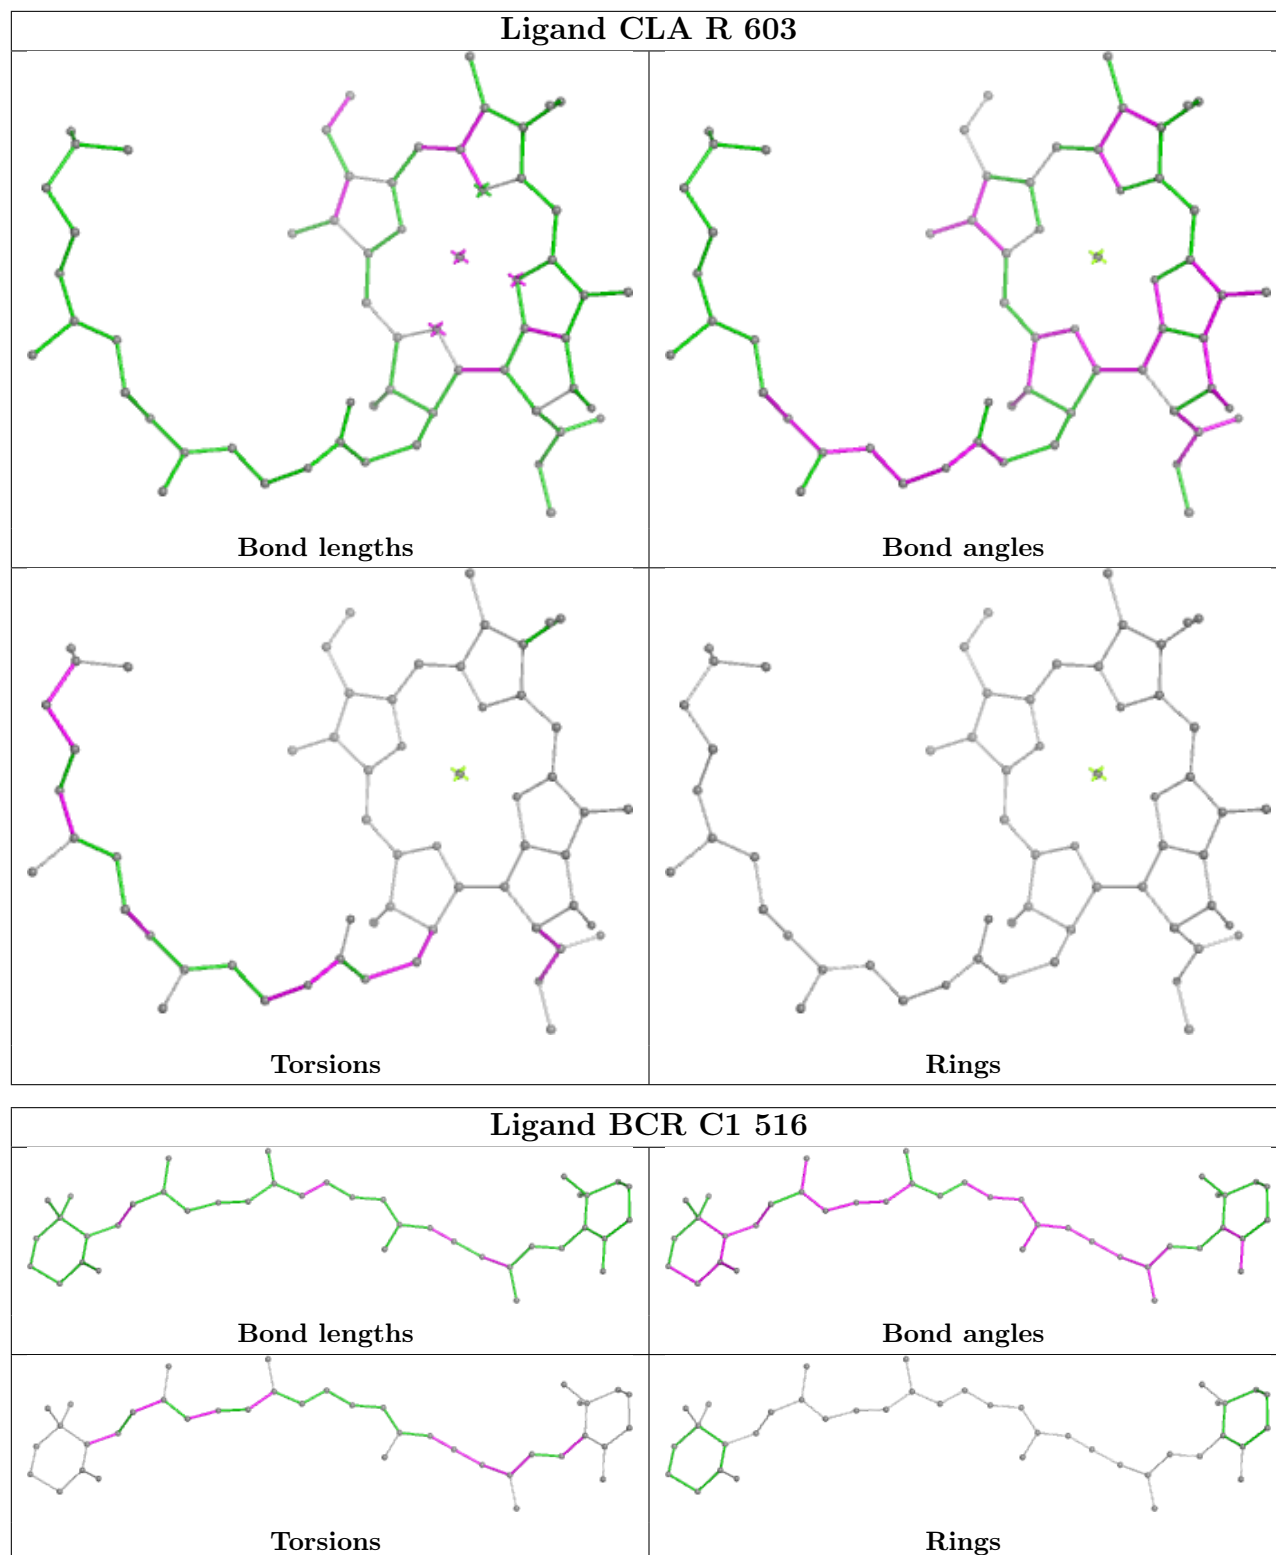 Ligand CLA R 603
Bond lengths
Bond angles
Torsions
Rings
Ligand BCR C1 516
Bond lengths
Bond angles
Torsions
Rings